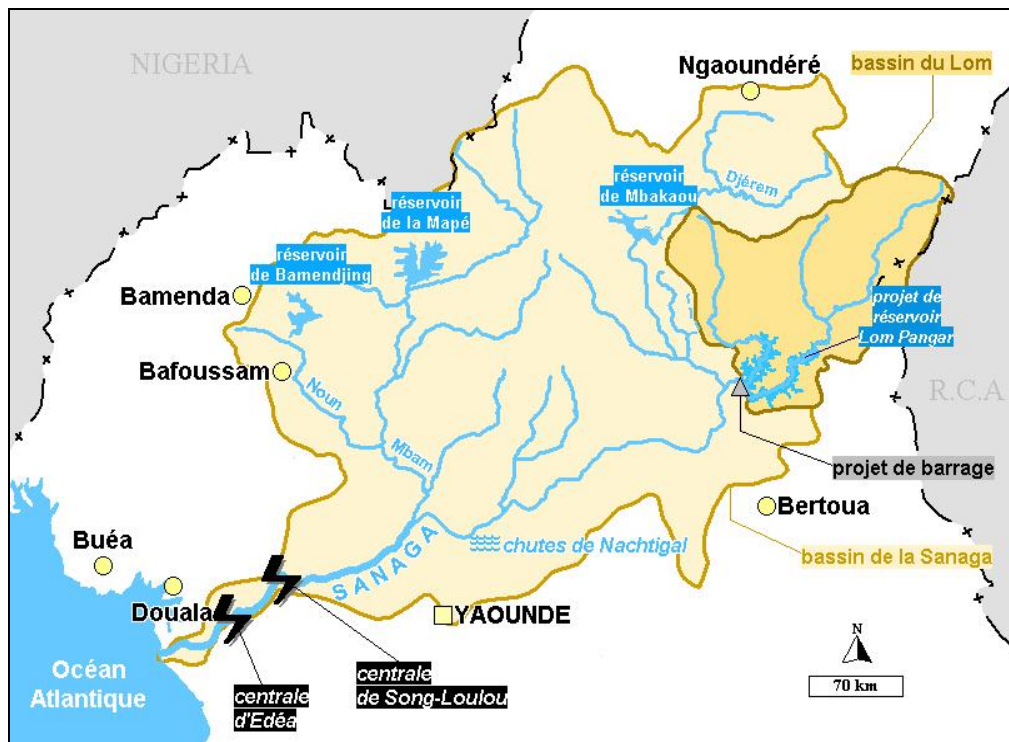 NIGERIA
Ngaoundéré
bassin du Lom
réservoir
de Mbakaou
Djérem
réservoir
de la Mapé
réservoir
de Bamendjing
Bamenda
projet de
réservoir
Lom Pangar
Bafoussam
R.C.A
Noun
Mbam
projet de barrage
Bertoua
Buéa
SANAGA
chutes de Nachtigal
bassin de la Sanaga
Douala
YAOUNDE
N
Océan
Atlantique
centrale
de Song-Loulou
70 km
centrale
d'Edéa